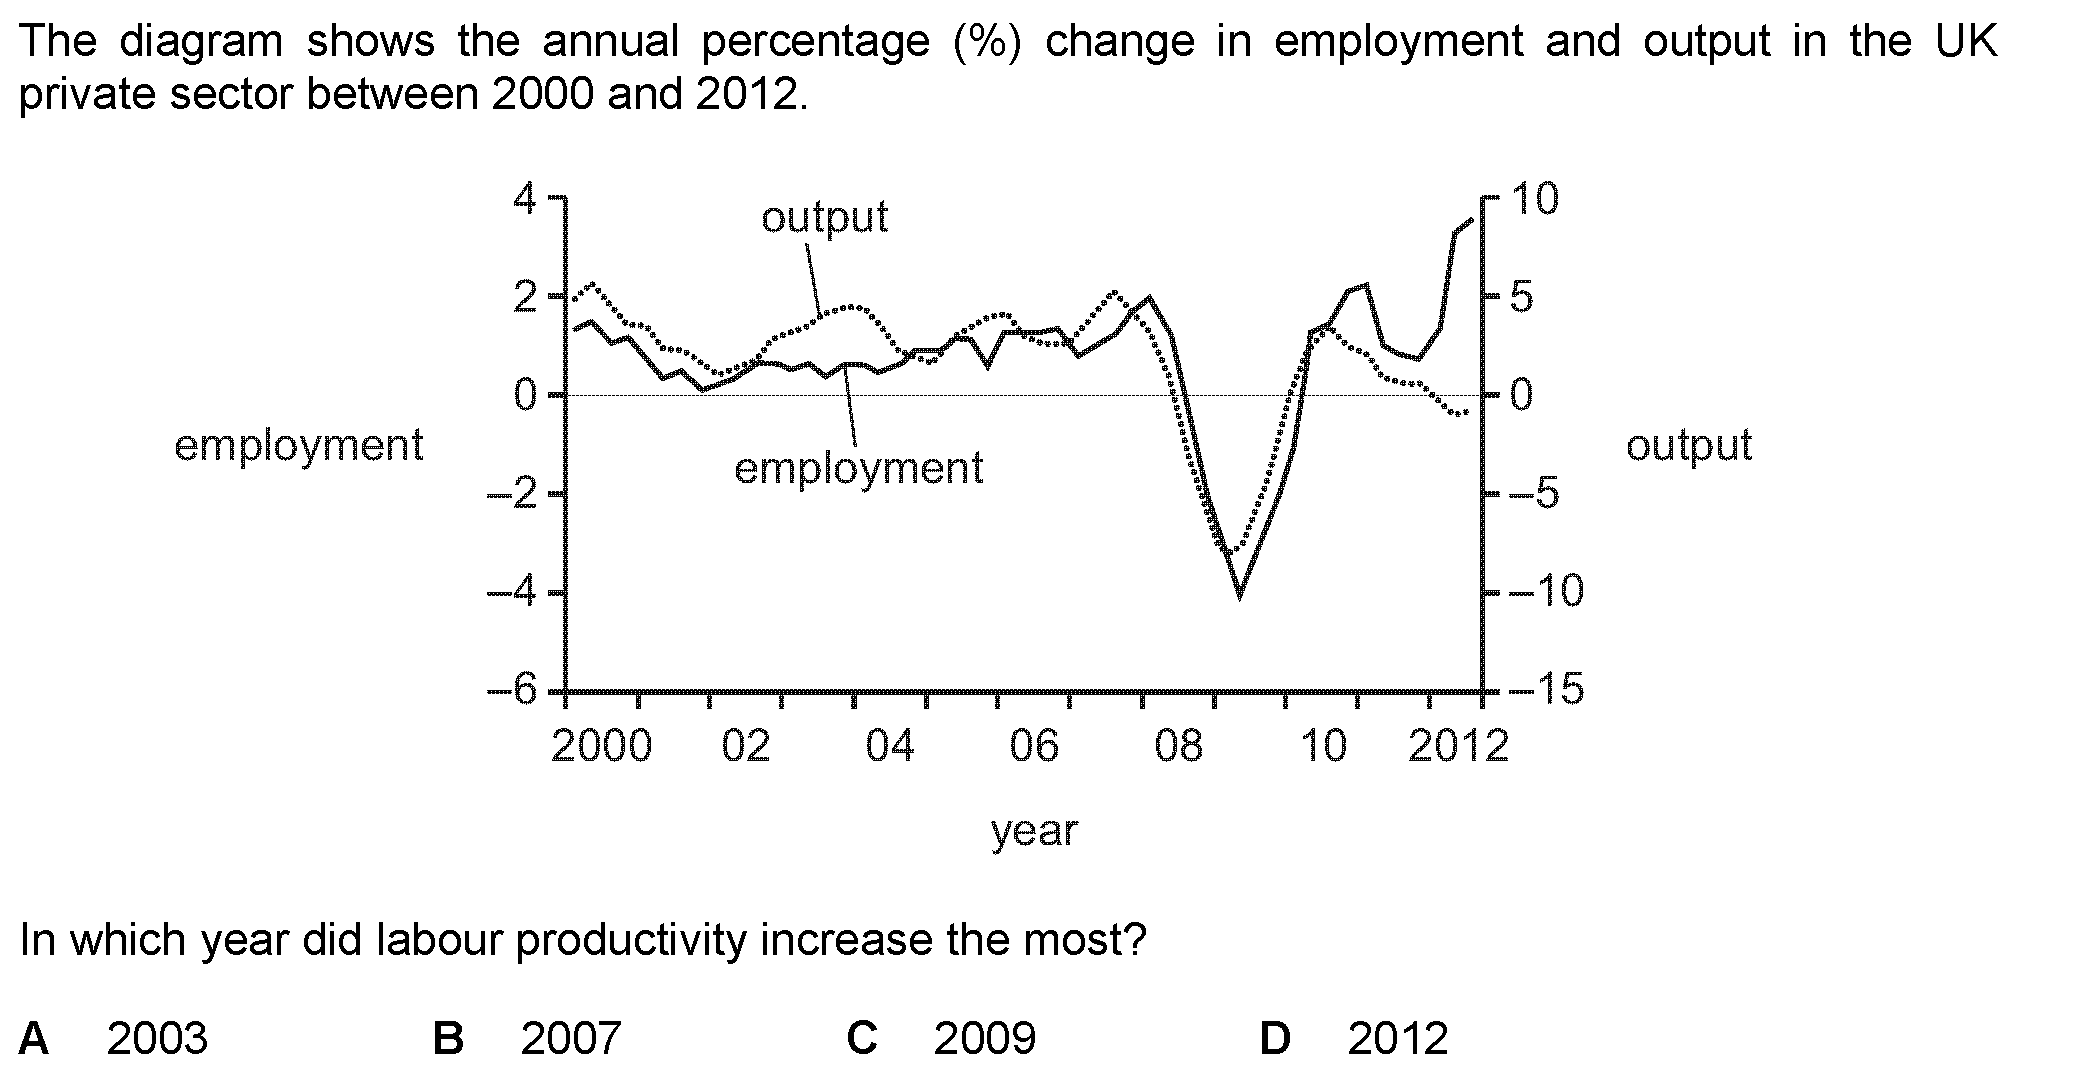 The diagram shows the annual percentage (%) change in employment and output in the UK
private sector between 2000 and 2012.
4
10
output
2
5
0
0
employment
output
employment
–2
–5
–4
–10
–6
–15
2000 02 04 06 08 10 2012
year
In which year did labour productivity increase the most?
A 2003 B 2007 C 2009 D 2012